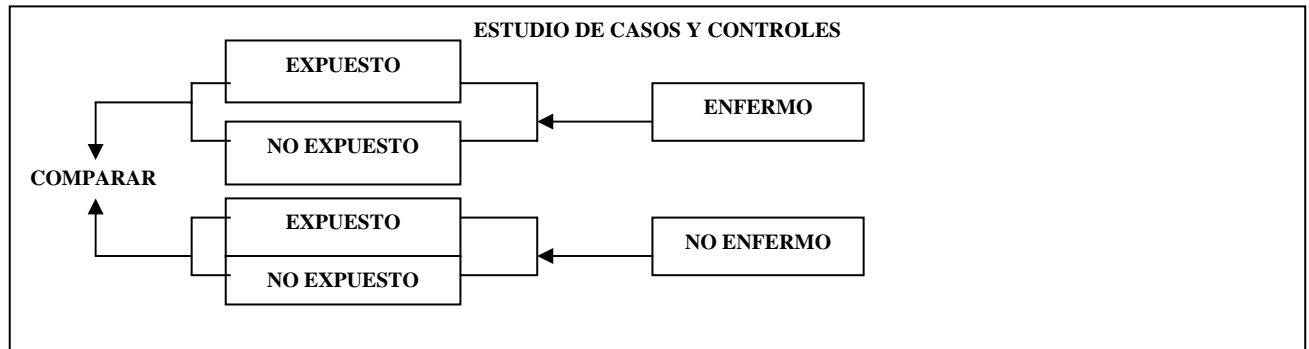 ESTUDIO DE CASOS Y CONTROLES
EXPUESTO
ENFERMO
NO EXPUESTO
COMPARAR
EXPUESTO
NO ENFERMO
NO EXPUESTO